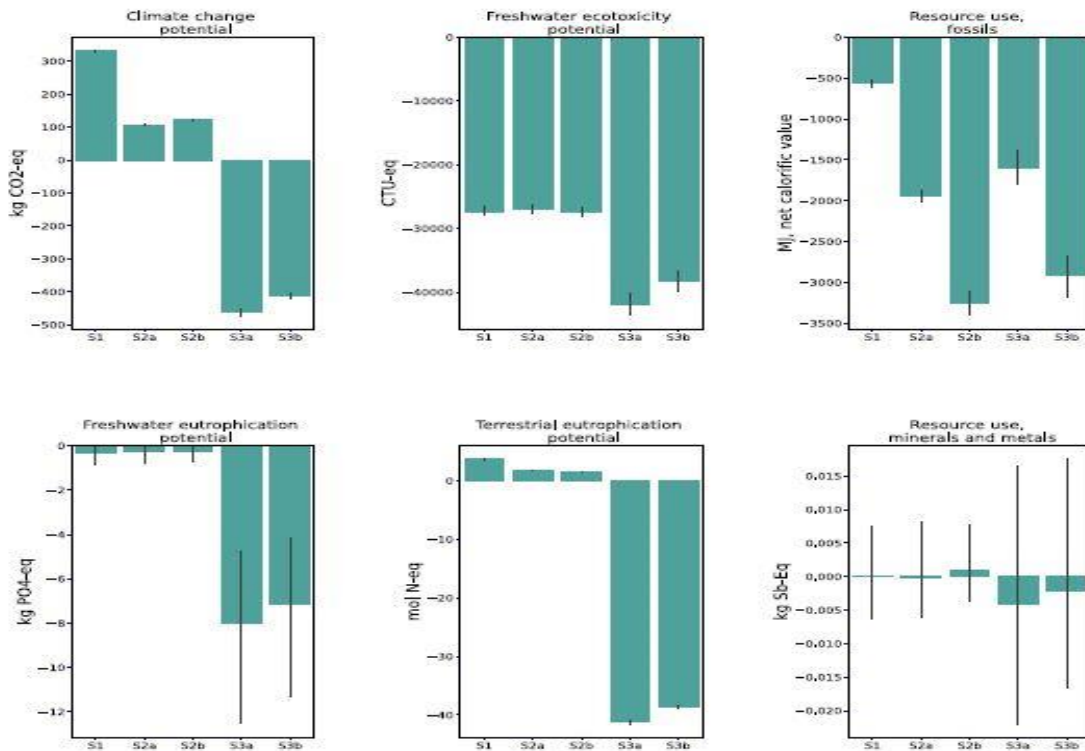 Climate change
potential
kg CO2-eq
300
200
100
0
−100
−200
−300
−400
−500
S1 S2a S2b S3a S3b
Freshwater ecotoxicity
potential
CTU-eq
0
−10000
−20000
−30000
−40000
S1 S2a S2b S3a S3b
Resource use,
fossils
MJ, net calorific value
0
−500
−1000
−1500
−2000
−2500
−3000
−3500
S1 S2a S2b S3a S3b
Freshwater eutrophication
potential
kg PO4-eq
0
−2
−4
−6
−8
−10
−12
S1 S2a S2b S3a S3b
Terrestrial eutrophication
potential
mol N-eq
0
−10
−20
−30
−40
S1 S2a S2b S3a S3b
Resource use,
minerals and metals
kg Sb-Eq
0.015
0.010
0.005
0.000
−0.005
−0.010
−0.015
−0.020
S1 S2a S2b S3a S3b